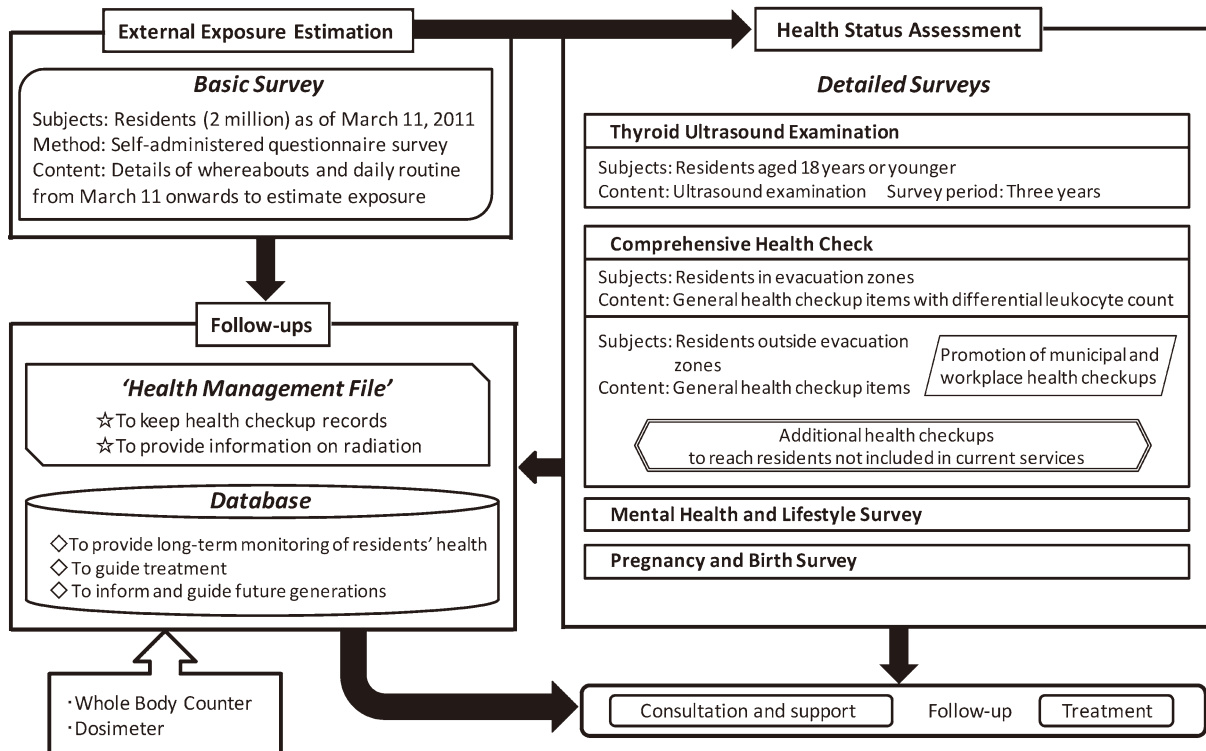 External Exposure Estimation
Basic Survey
Subjects: Residents (2 million) as of March 11, 2011
Method: Self-administered questionnaire survey
Content: Details of whereabouts and daily routine
from March 11 onwards to estimate exposure
Follow-ups
‘Health Management File’
☆To keep health checkup records
☆To provide information on radiation
Database
◇To provide long-term monitoring of residents’ health
◇To guide treatment
◇To inform and guide future generations
・Whole Body Counter
・Dosimeter
Health Status Assessment
Detailed Surveys
Thyroid Ultrasound Examination
Subjects: Residents aged 18 years or younger
Content: Ultrasound examination Survey period: Three years
Comprehensive Health Check
Subjects: Residents in evacuation zones
Content: General health checkup items with differential leukocyte count
Subjects: Residents outside evacuation
zones
Content: General health checkup items
Promotion of municipal and
workplace health checkups
Additional health checkups
to reach residents not included in current services
Mental Health and Lifestyle Survey
Pregnancy and Birth Survey
Consultation and support Follow-up Treatment